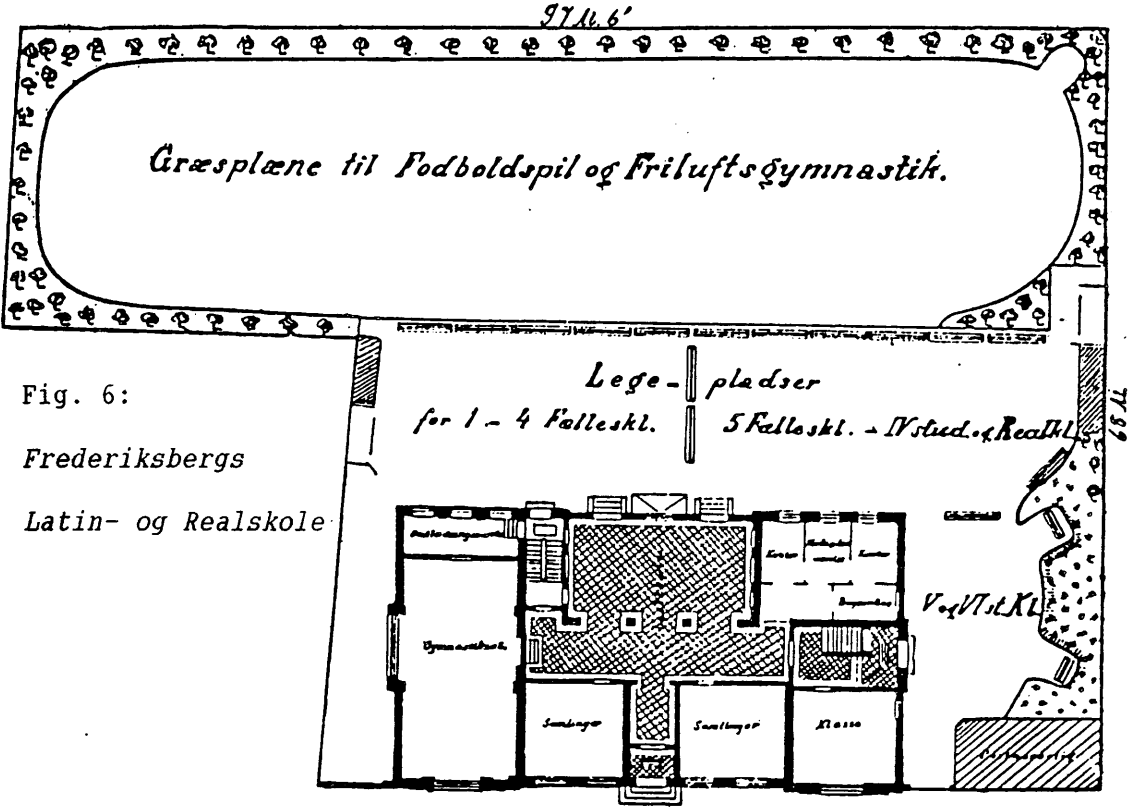 97 M. 6'
Græsplæne til Fodboldspil og Friluftsgymnastik.
Lege- pladser
for 1 - 4 Fælleskl. 5 Fælleskl. - IV stud. og Realkl.
68 M
Fig. 6:
Frederiksbergs
Latin- og Realskole
Kontor
Kontor
V og VI st. Kl.
Gymnastiksal.
Samlinger
Samlinger
Klasse